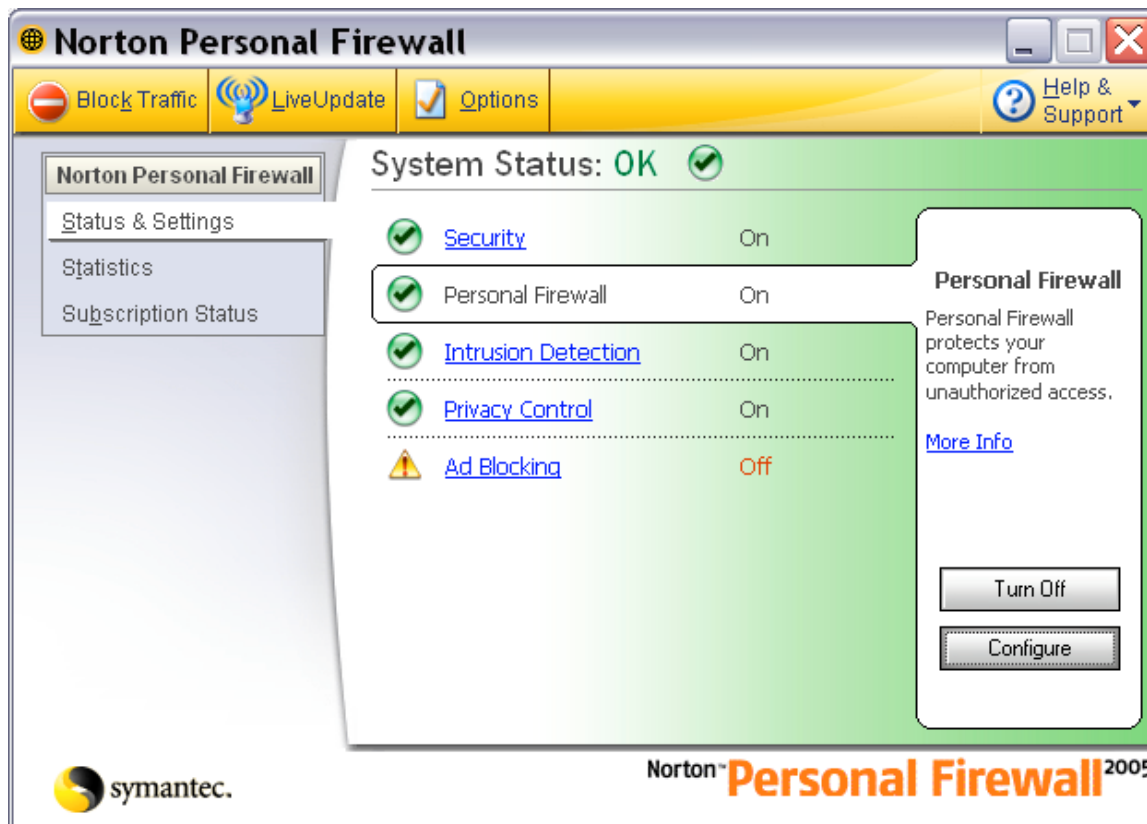 Norton Personal Firewall
Block Traffic
LiveUpdate
Options
Help &
Support
Norton Personal Firewall
Status & Settings
Statistics
Subscription Status
System Status: OK
Security On
Personal Firewall On
Intrusion Detection On
Privacy Control On
Ad Blocking Off
Personal Firewall
Personal Firewall
protects your
computer from
unauthorized access.
More Info
Turn Off
Configure
symantec.
Norton™ Personal Firewall 2005